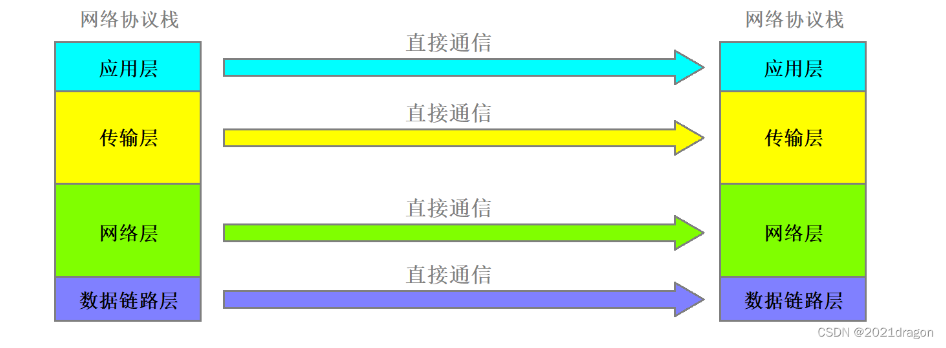 网络协议栈
网络协议栈
直接通信
应用层
应用层
直接通信
传输层
传输层
直接通信
网络层
网络层
直接通信
数据链路层
数据链路层
CSDN @2021dragon